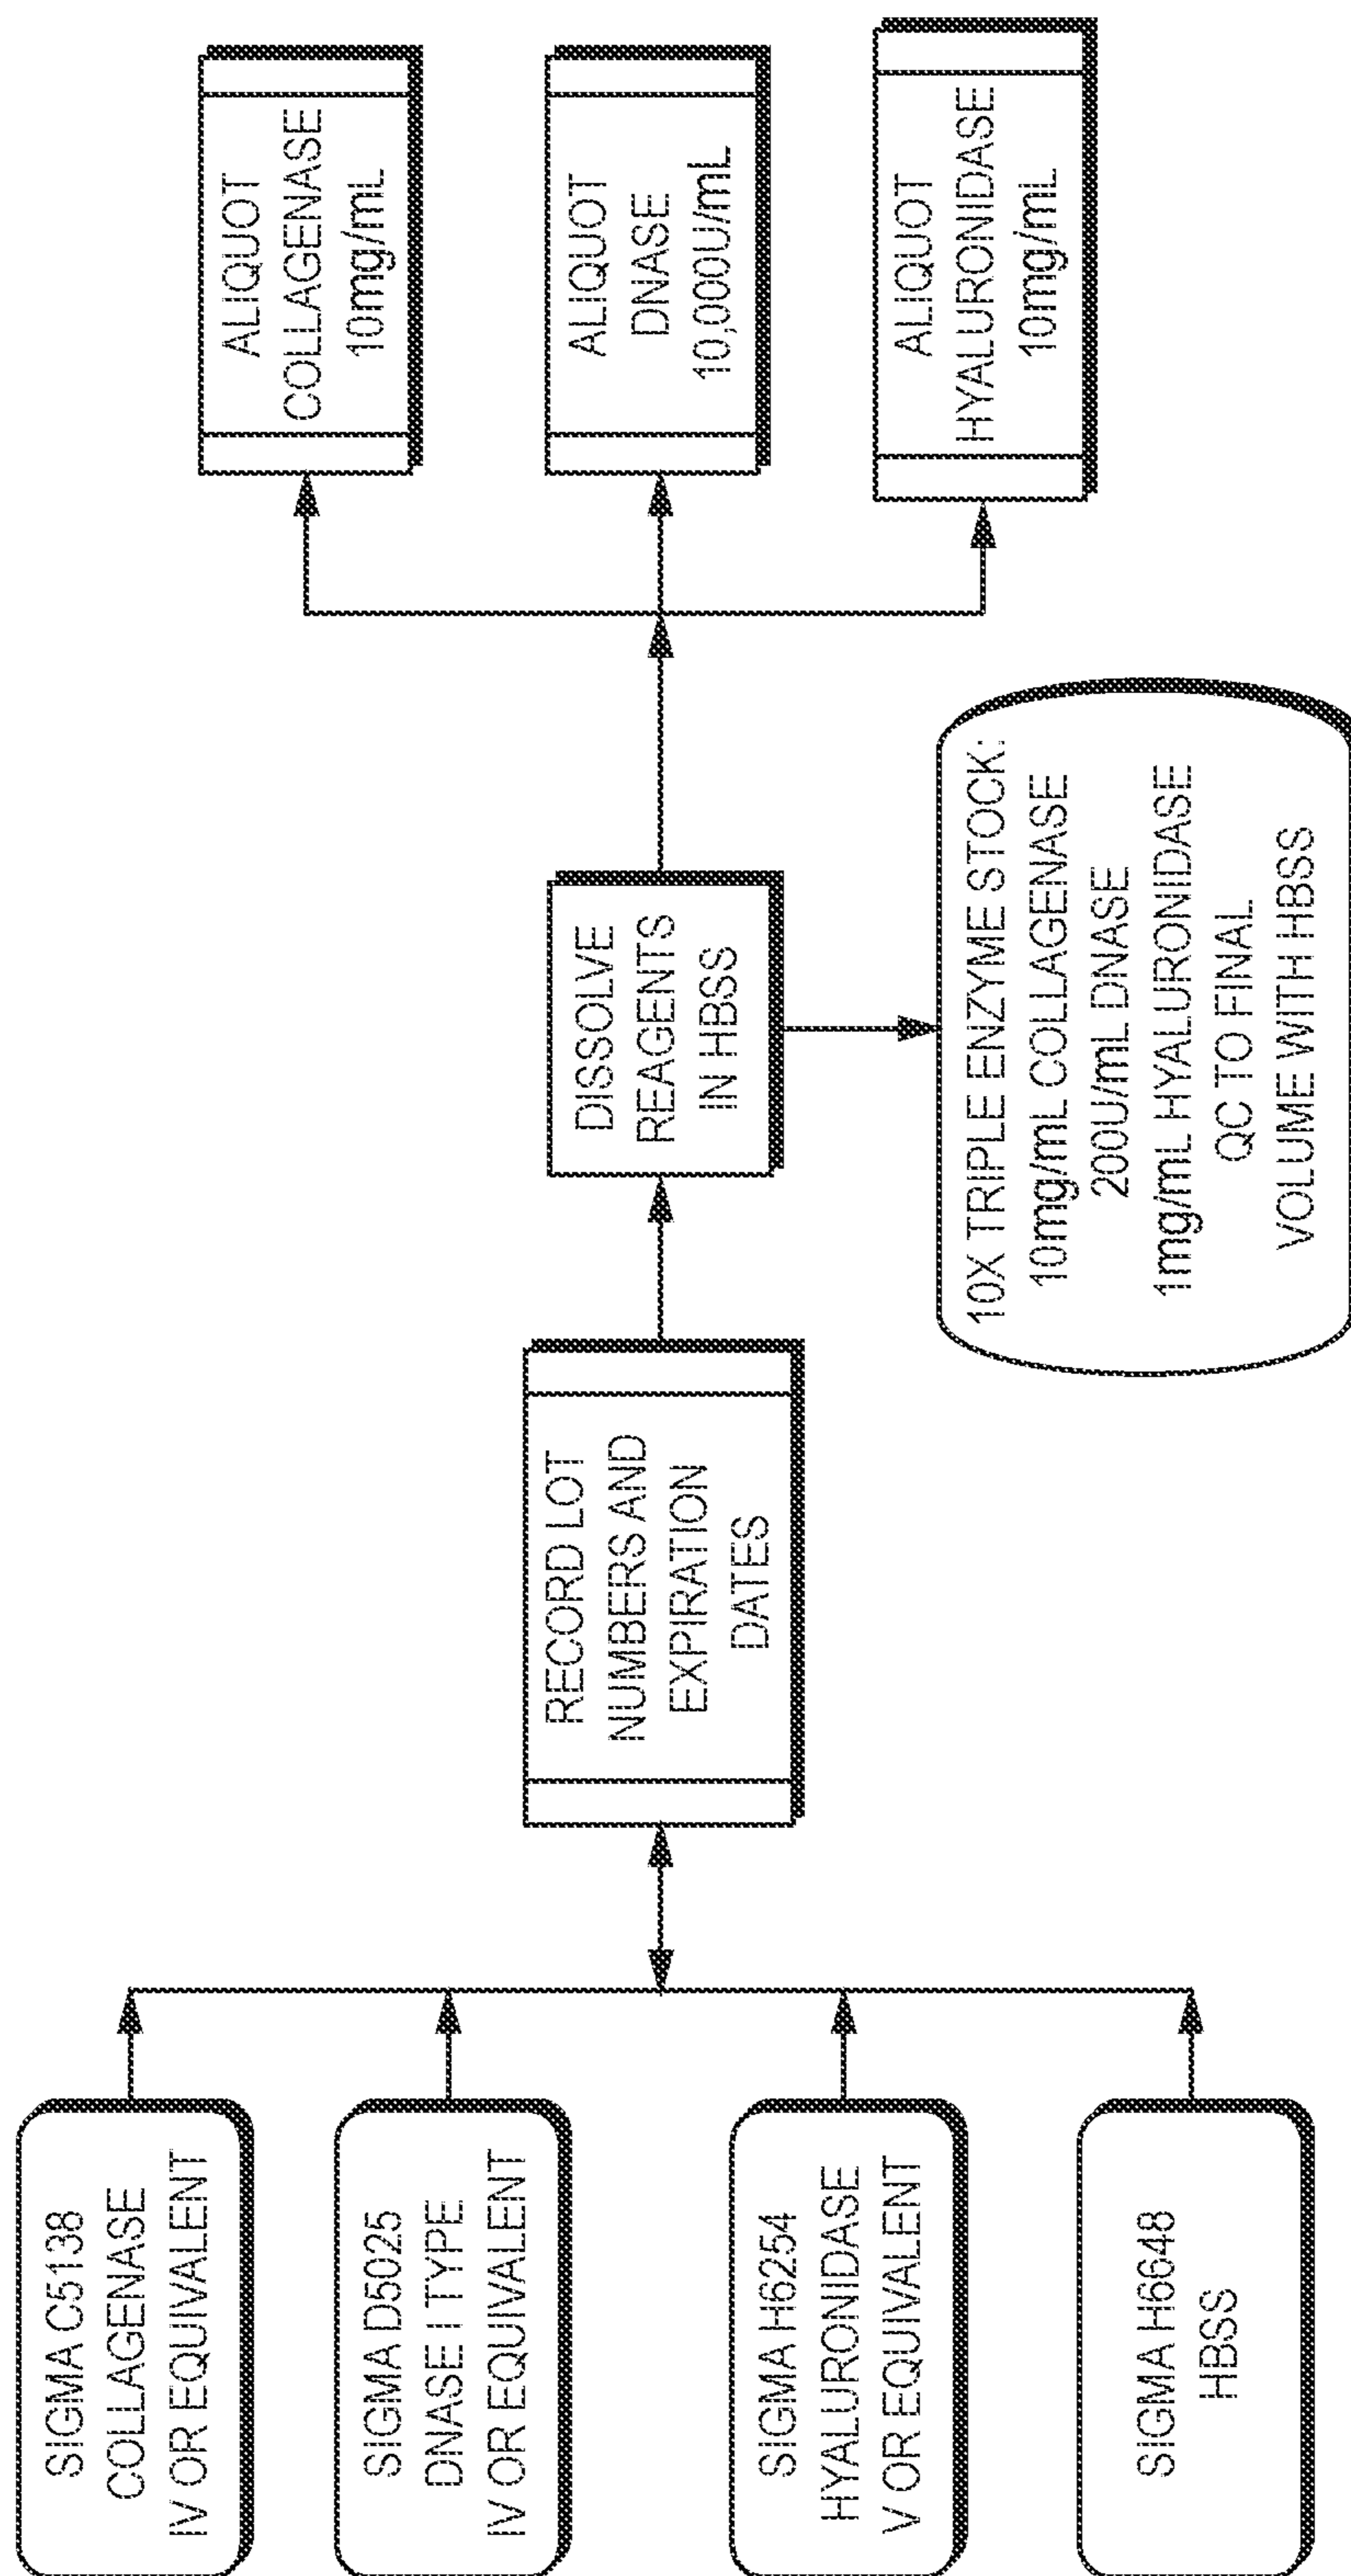 SIGMA C5138
COLLAGENASE
IV OR EQUIVALENT
SIGMA D5025
DNASE I TYPE
IV OR EQUIVALENT
SIGMA H6254
HYALURONIDASE
V OR EQUIVALENT
SIGMA H6648
HBSS
RECORD LOT
NUMBERS AND
EXPIRATION
DATES
DISSOLVE
REAGENTS
IN HBSS
10X TRIPLE ENZYME STOCK:
10mg/mL COLLAGENASE
200U/mL DNASE
1mg/mL HYALURONIDASE
QC TO FINAL
VOLUME WITH HBSS
ALIQUOT
COLLAGENASE
10mg/mL
ALIQUOT
DNASE
10,000U/mL
ALIQUOT
HYALURONIDASE
10mg/mL